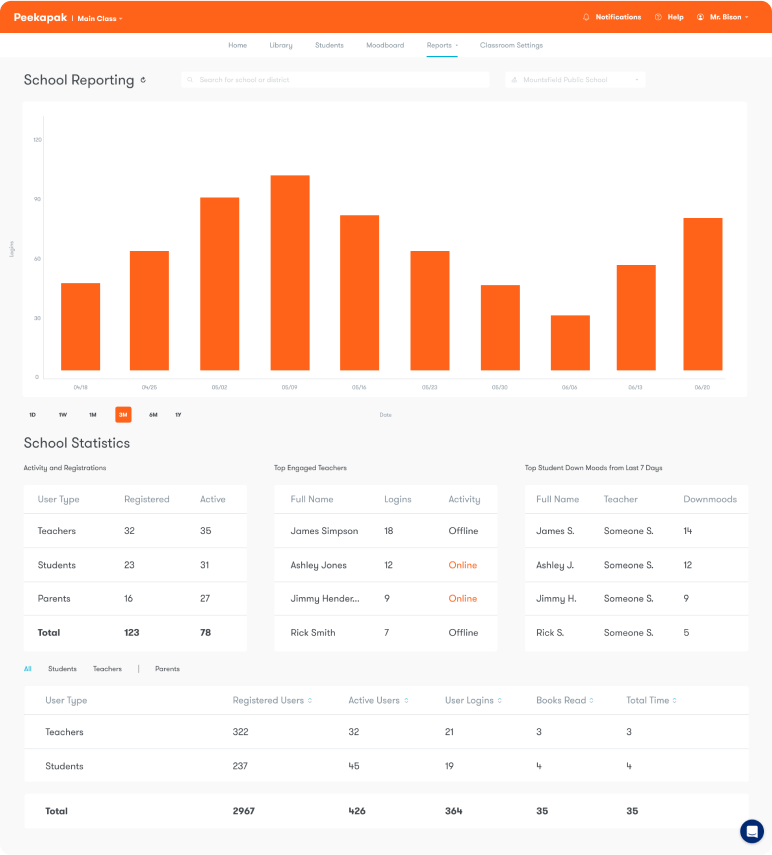 Peekapak | Main Class
Notifications Help Mr. Bison
Home Library Students Moodboard Reports Classroom Settings
School Reporting
Search for school or district
Mountsfield Public School
120
90
60
30
0
Logins
04/18 04/25 05/02 05/09 05/16 05/23 05/30 06/06 06/13 06/20
1D 1W 1M 3M 6M 1Y
Date
School Statistics
Activity and Registrations
User Type Registered Active
Teachers 32 35
Students 23 31
Parents 16 27
Total 123 78
Top Engaged Teachers
Full Name Logins Activity
James Simpson 18 Offline
Ashley Jones 12 Online
Jimmy Hender... 9 Online
Rick Smith 7 Offline
Top Student Down Moods from Last 7 Days
Full Name Teacher Downmoods
James S. Someone S. 14
Ashley J. Someone S. 12
Jimmy H. Someone S. 9
Rick S. Someone S. 5
All Students Teachers | Parents
User Type Registered Users Active Users User Logins Books Read Total Time
Teachers 322 32 21 3 3
Students 237 45 19 4 4
Total 2967 426 364 35 35